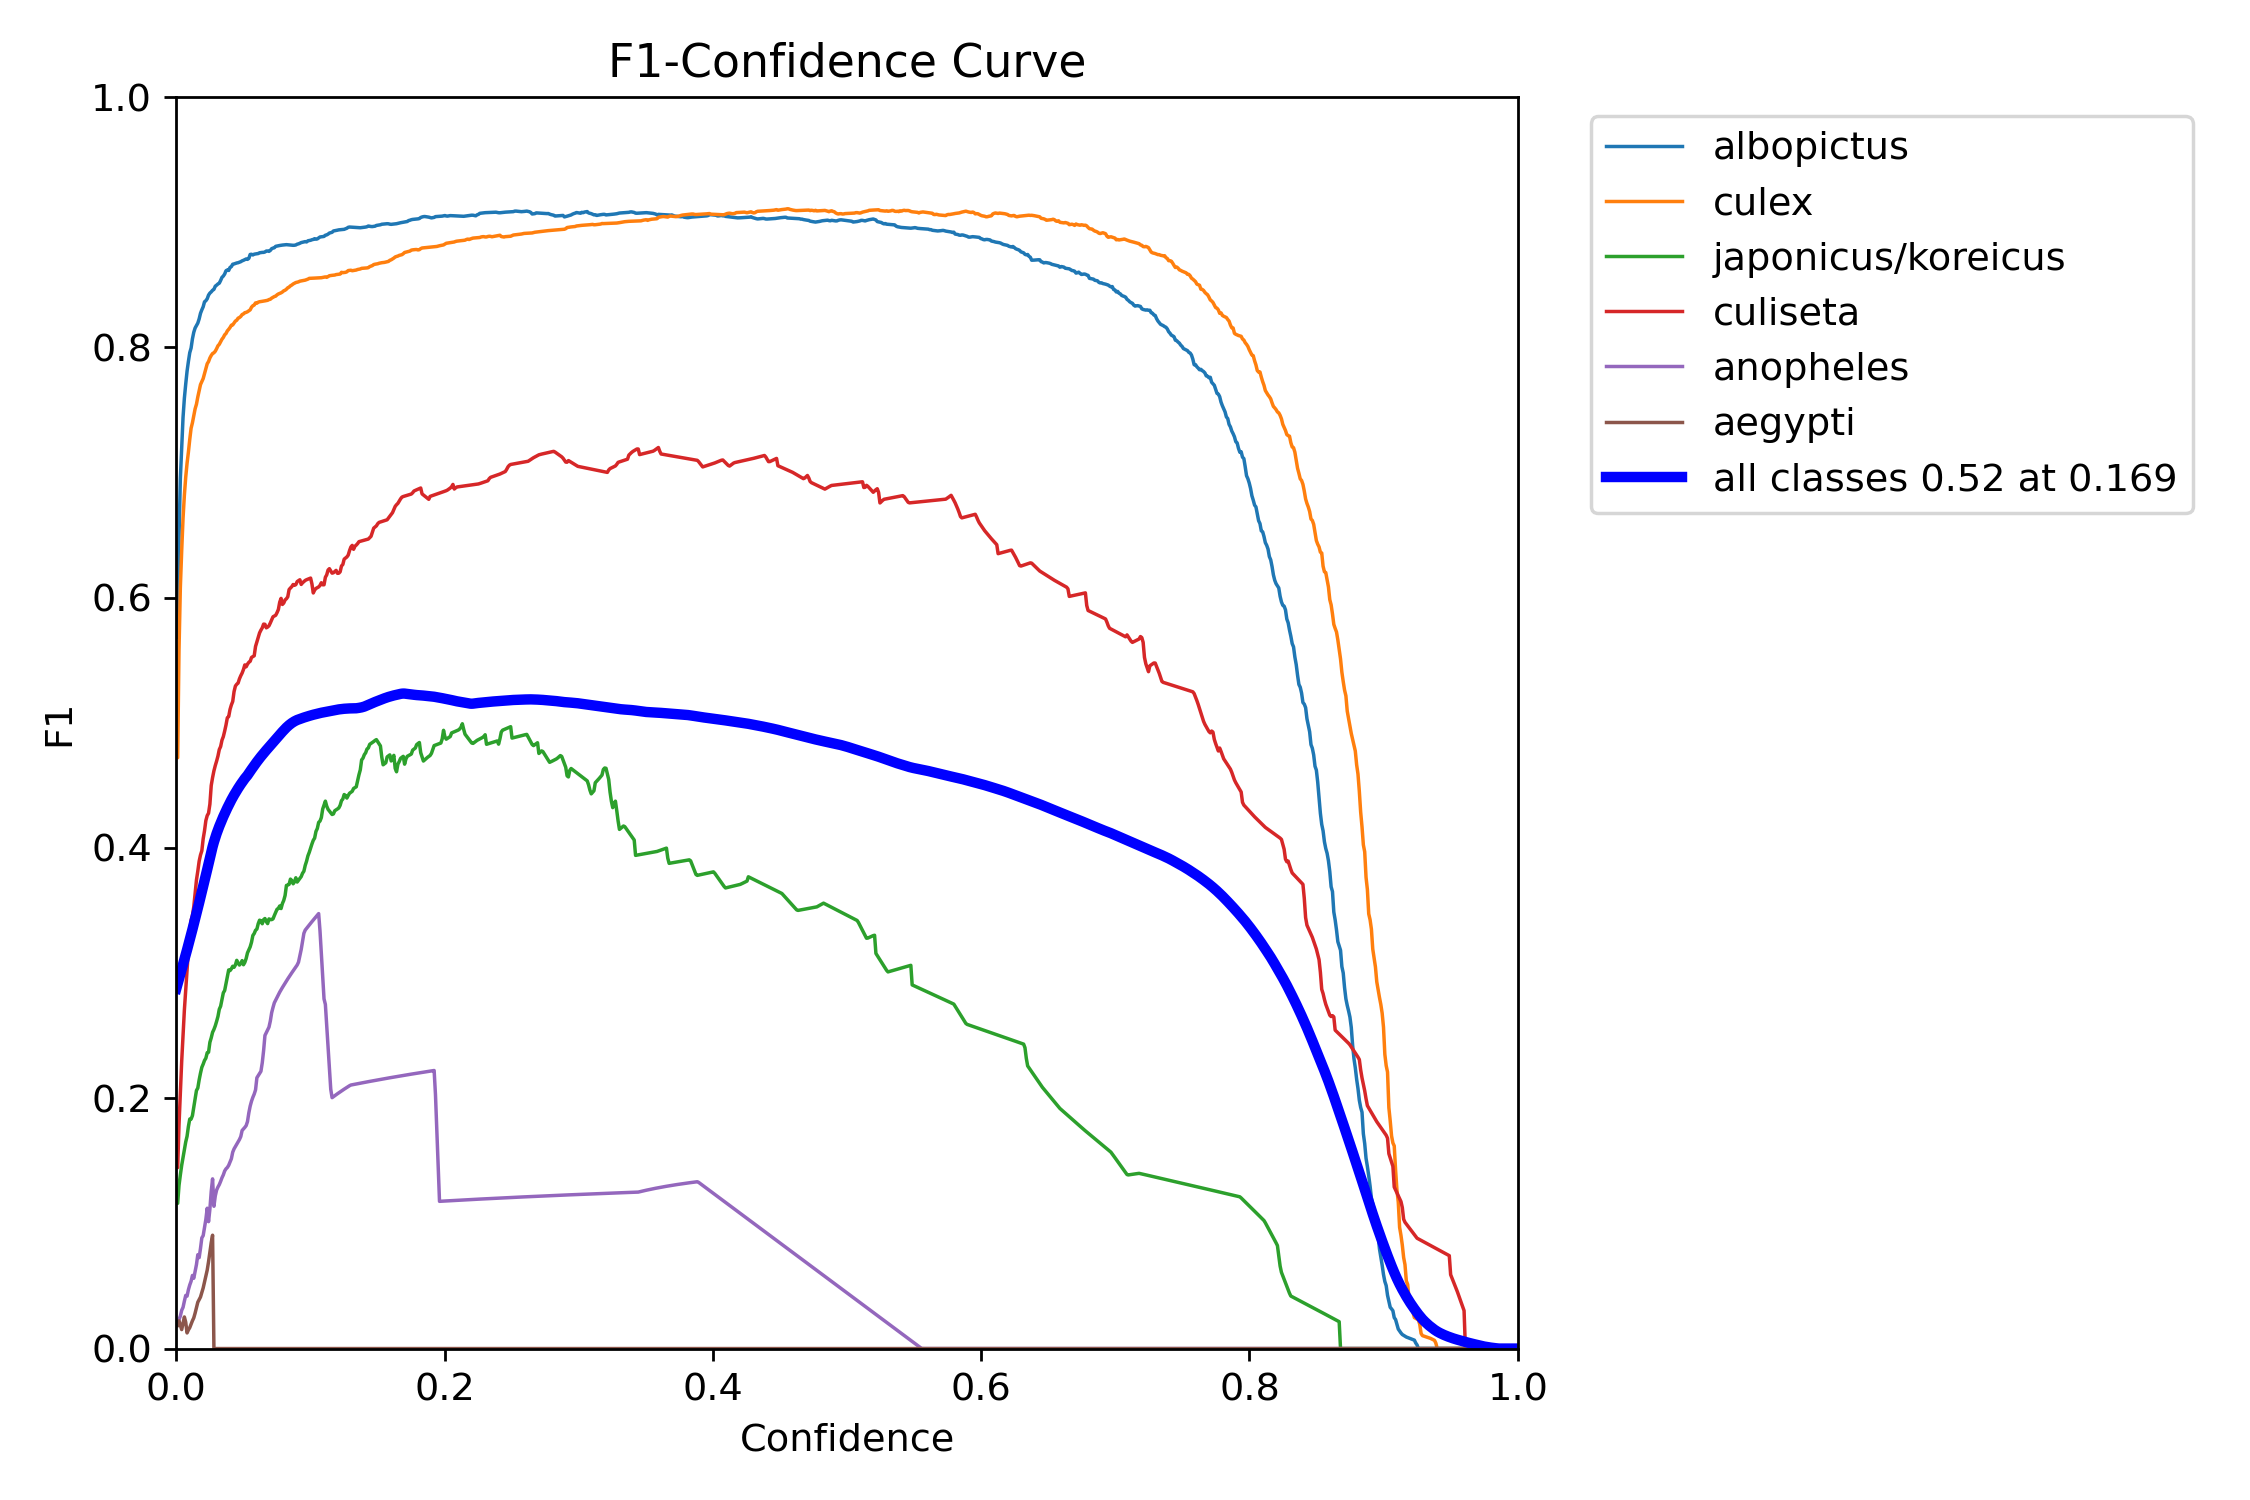 F1-Confidence Curve
1.0
0.8
0.6
0.4
0.2
0.0
F1
0.0 0.2 0.4 0.6 0.8 1.0
Confidence
albopictus
culex
japonicus/koreicus
culiseta
anopheles
aegypti
all classes 0.52 at 0.169